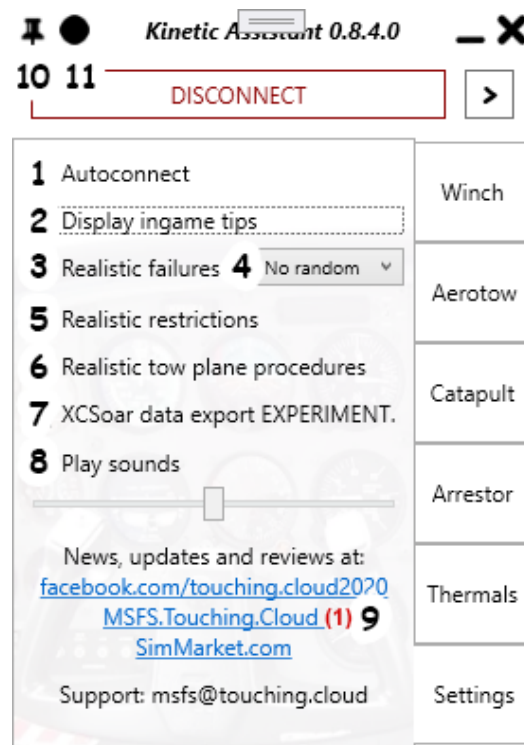 Kinetic Assistant 0.8.4.0
10 11
DISCONNECT
>
1 Autoconnect
2 Display ingame tips
3 Realistic failures 4 No random
5 Realistic restrictions
6 Realistic tow plane procedures
7 XCSoar data export EXPERIMENT.
8 Play sounds
News, updates and reviews at:
facebook.com/touching.cloud2020
MSFS.Touching.Cloud (1) 9
SimMarket.com
Support: msfs@touching.cloud
Winch
Aerotow
Catapult
Arrestor
Thermals
Settings